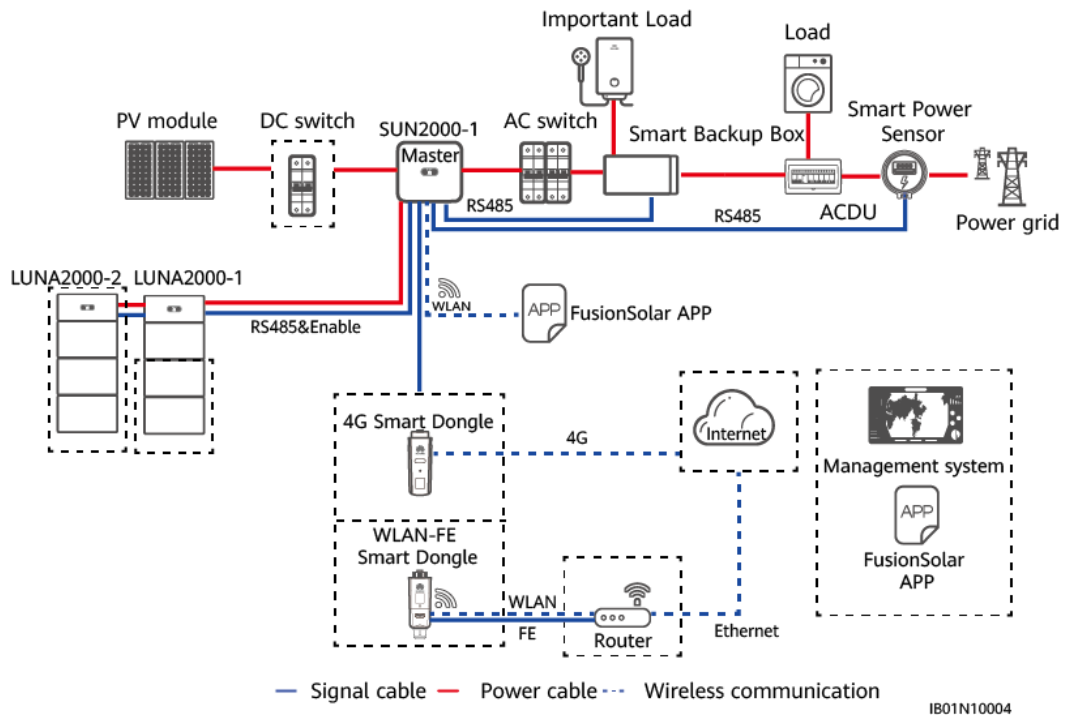 Important Load
Load
PV module
DC switch
SUN2000-1
Master
AC switch
Smart Backup Box
Smart Power
Sensor
RS485
RS485
ACDU
Power grid
LUNA2000-2
LUNA2000-1
RS485&Enable
WLAN
APP
FusionSolar APP
4G Smart Dongle
4G
Internet
Management system
APP
FusionSolar
APP
WLAN-FE
Smart Dongle
WLAN
FE
Router
Ethernet
Signal cable
Power cable
Wireless communication
IB01N10004